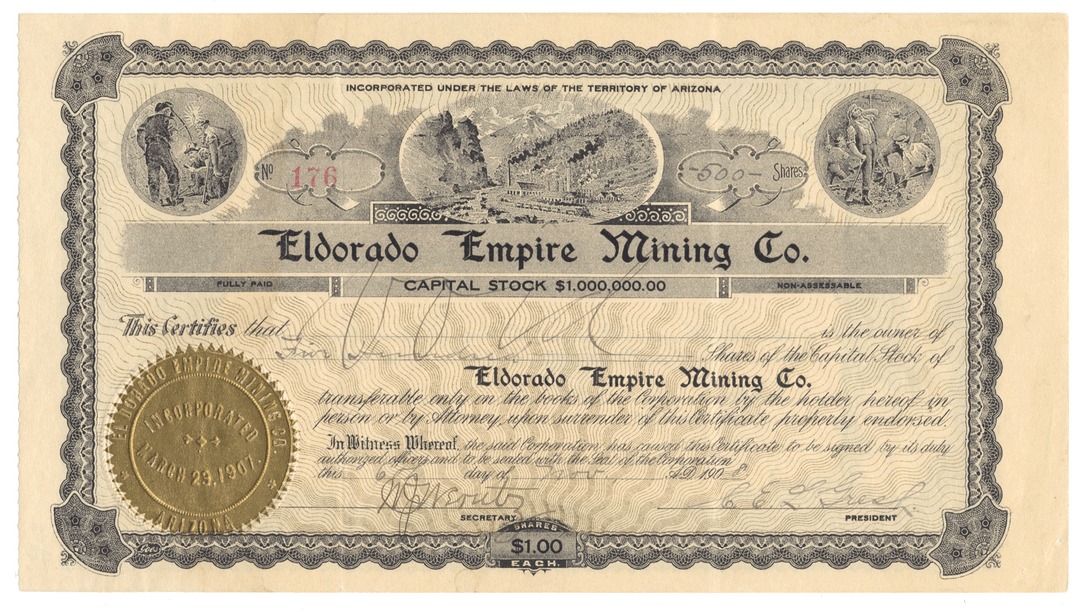 INCORPORATED UNDER THE LAWS OF THE TERRITORY OF ARIZONA
No 176
-500- Shares
Eldorado Empire Mining Co.
FULLY PAID
CAPITAL STOCK $1,000,000.00
NON-ASSESSABLE
This Certifies that is the owner of
Five Hundred Shares of the Capital Stock of
Eldorado Empire Mining Co.
transferable only on the books of the Corporation by the holder hereof in
person or by Attorney, upon surrender of this Certificate properly endorsed.
In Witness Whereof, the said Corporation has caused this Certificate to be signed by its duly
authorized officers and to be sealed with the Seal of the Corporation
this 6 day of Nov A.D. 190 8
SECRETARY
PRESIDENT
SHARES
$1.00
EACH.
ELDORADO EMPIRE MINING CO.
INCORPORATED
MARCH 29, 1907.
ARIZONA